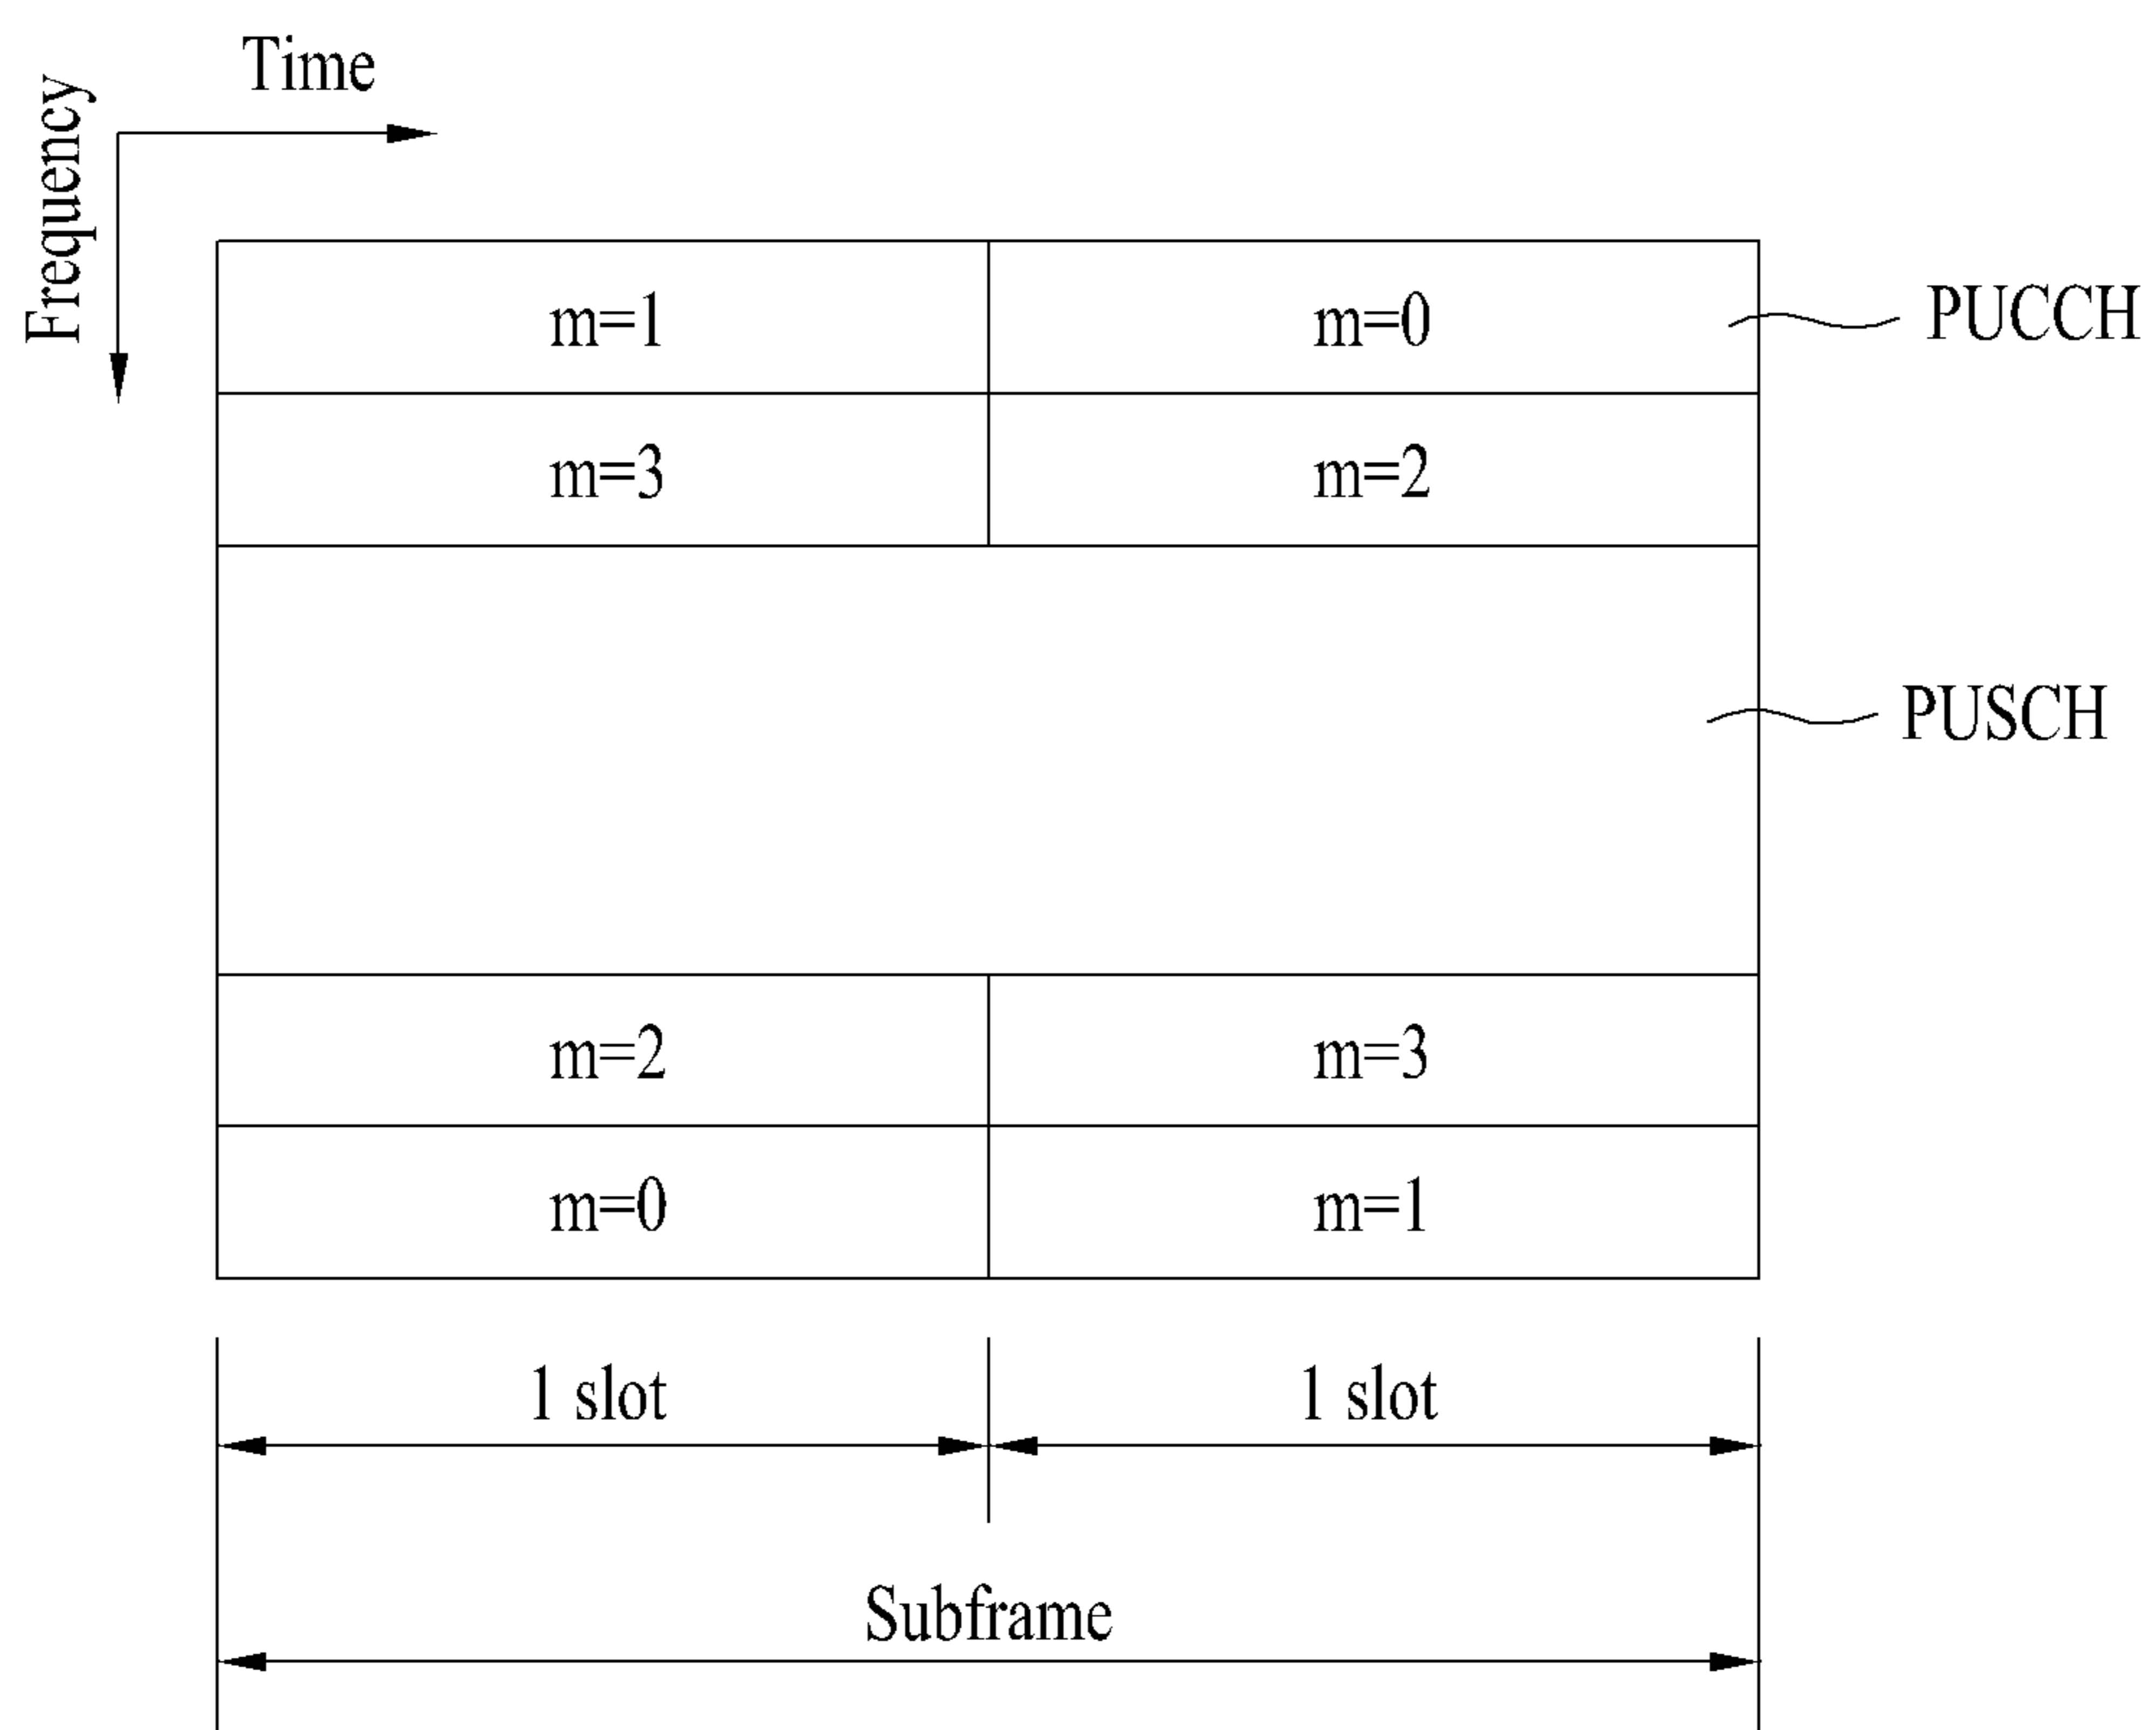 Time
Frequency
m=1 m=0 PUCCH
m=3 m=2
PUSCH
m=2 m=3
m=0 m=1
1 slot 1 slot
Subframe